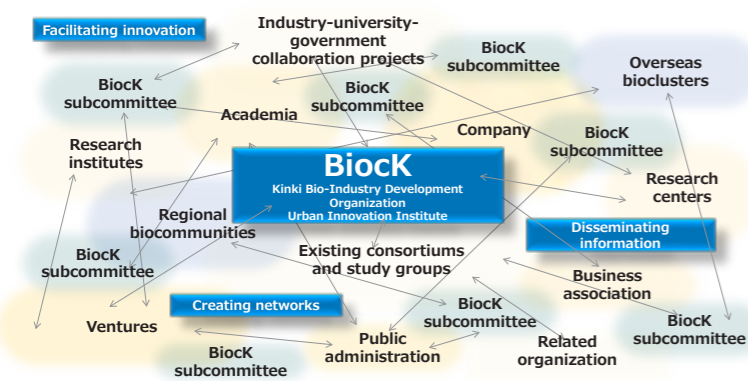 Facilitating innovation
Industry-university-
government
collaboration projects
BiocK
subcommittee
Overseas
bioclusters
BiocK
subcommittee
BiocK
subcommittee
Academia
Company
BiocK
subcommittee
Research
institutes
BiocK
Kinki Bio-Industry Development
Organization
Urban Innovation Institute
Research
centers
Regional
biocommunities
Disseminating
information
Existing consortiums
and study groups
BiocK
subcommittee
Business
association
Creating networks
BiocK
subcommittee
BiocK
subcommittee
Ventures
Public
administration
Related
organization
BiocK
subcommittee